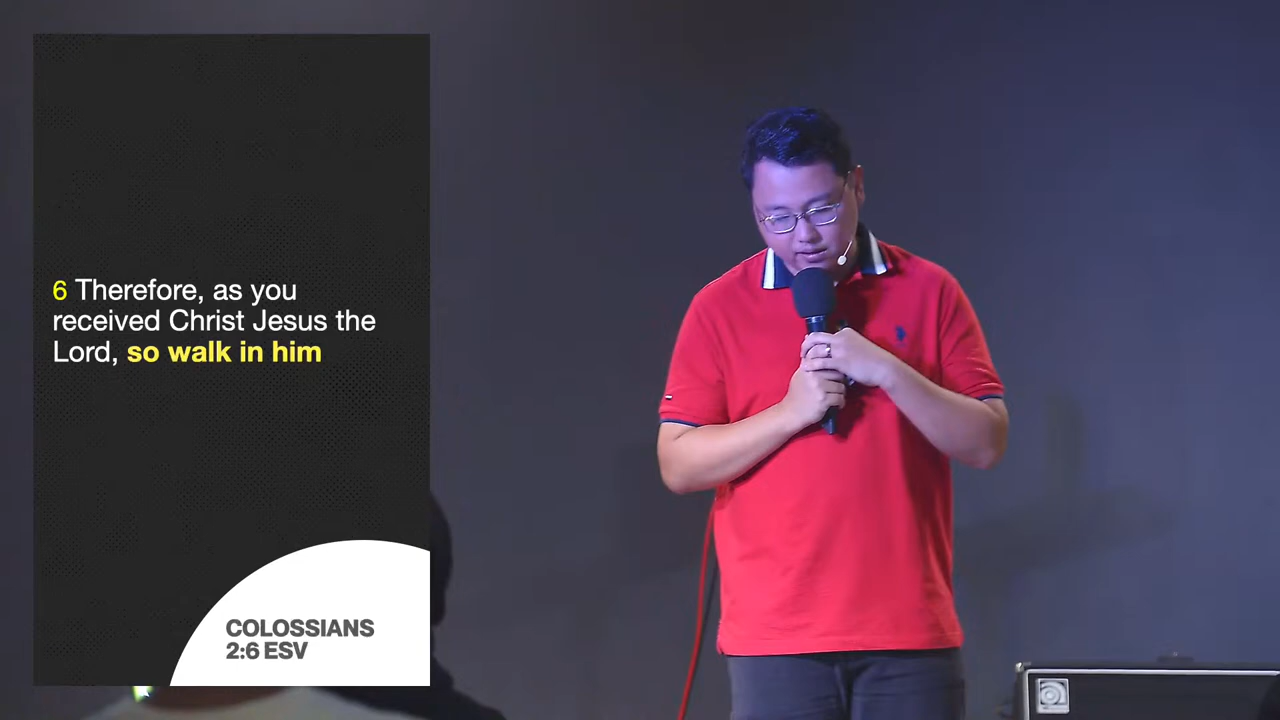 6 Therefore, as you
received Christ Jesus the
Lord, so walk in him
COLOSSIANS
2:6 ESV